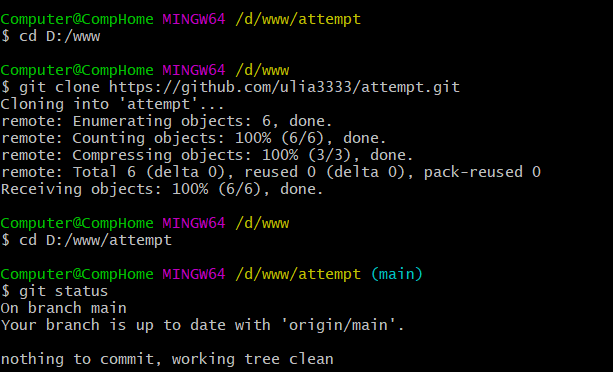 Computer@CompHome MINGW64 /d/www/attempt
$ cd D:/www
Computer@CompHome MINGW64 /d/www
$ git clone https://github.com/ulia3333/attempt.git
Cloning into 'attempt'...
remote: Enumerating objects: 6, done.
remote: Counting objects: 100% (6/6), done.
remote: Compressing objects: 100% (3/3), done.
remote: Total 6 (delta 0), reused 0 (delta 0), pack-reused 0
Receiving objects: 100% (6/6), done.
Computer@CompHome MINGW64 /d/www
$ cd D:/www/attempt
Computer@CompHome MINGW64 /d/www/attempt (main)
$ git status
On branch main
Your branch is up to date with 'origin/main'.
nothing to commit, working tree clean